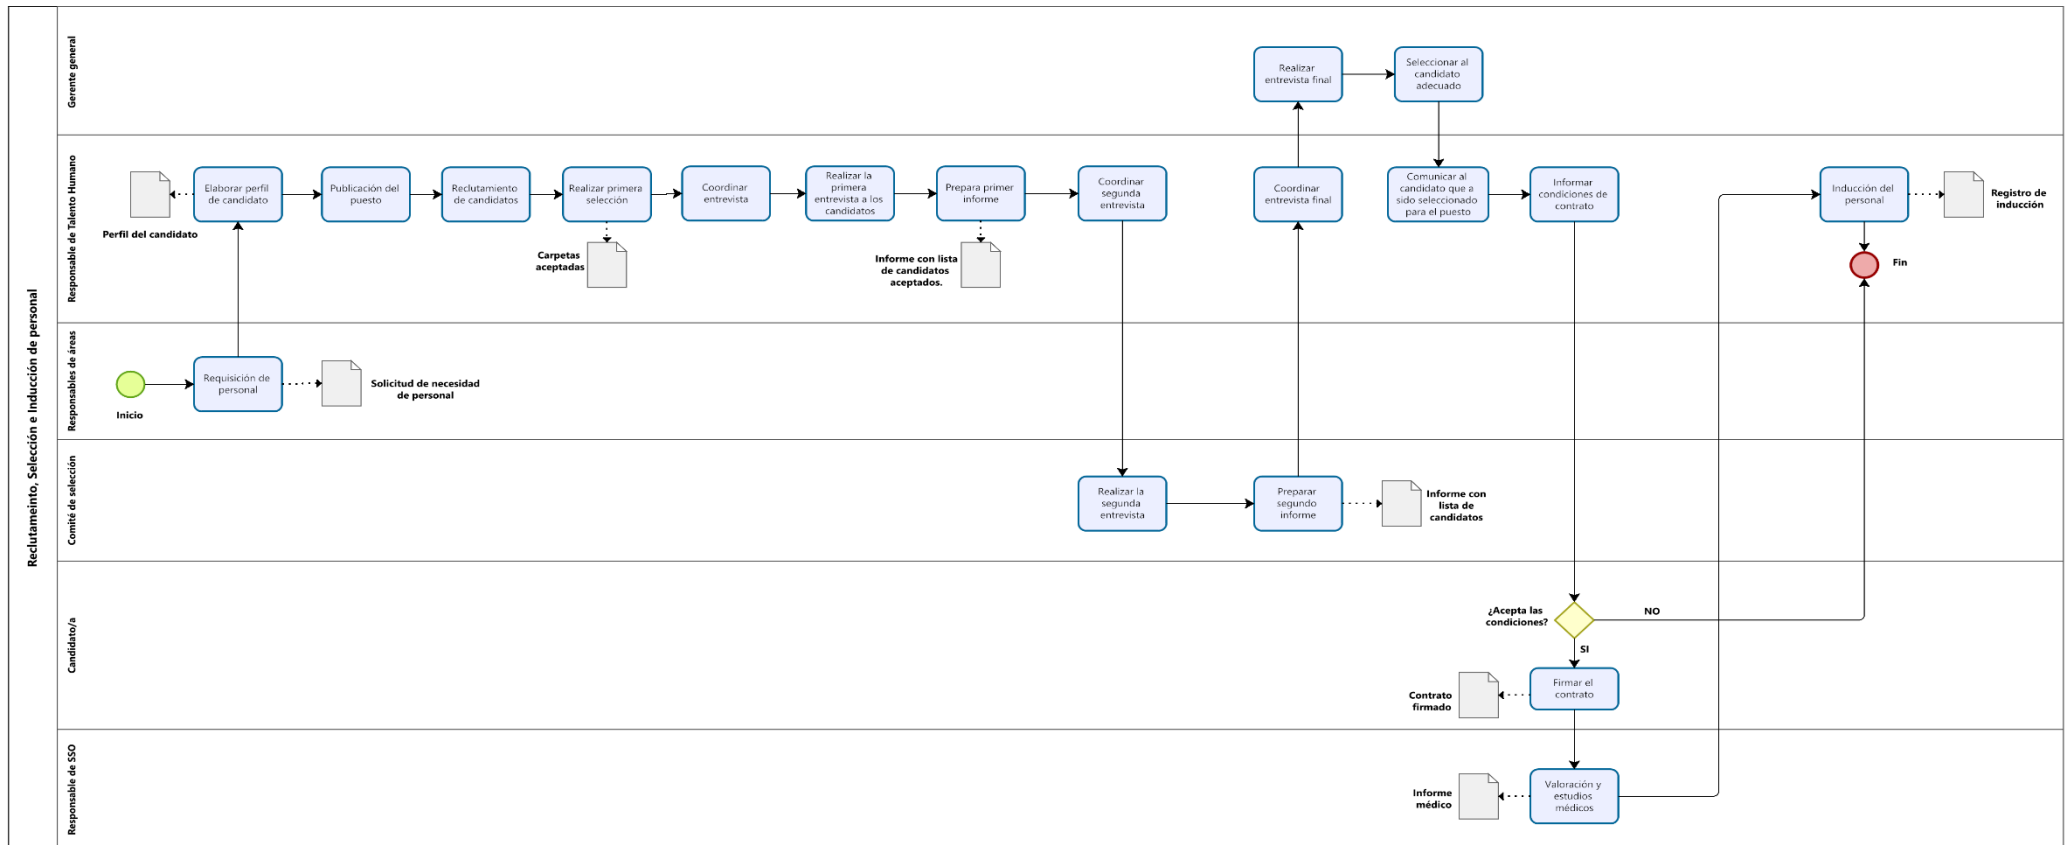 Reclutameinto, Selección e Inducción de personal
Gerente general
Realizar
entrevista final
Seleccionar al
candidato
adecuado
Responsable de Talento Humano
Elaborar perfil
de candidato
Perfil del candidato
Publicación del
puesto
Reclutamiento
de candidatos
Realizar primera
selección
Carpetas
aceptadas
Coordinar
entrevista
Realizar la
primera
entrevista a los
candidatos
Prepara primer
informe
Informe con lista
de candidatos
aceptados.
Coordinar
segunda
entrevista
Coordinar
entrevista final
Comunicar al
candidato que a
sido seleccionado
para el puesto
Informar
condiciones de
contrato
Inducción del
personal
Registro de
inducción
Fin
Responsables de áreas
Inicio
Requisición de
personal
Solicitud de necesidad
de personal
Comité de selección
Realizar la
segunda
entrevista
Preparar
segundo
informe
Informe con
lista de
candidatos
Candidato/a
¿Acepta las
condiciones?
NO
SI
Firmar el
contrato
Contrato
firmado
Responsable de SSO
Valoración y
estudios
médicos
Informe
médico